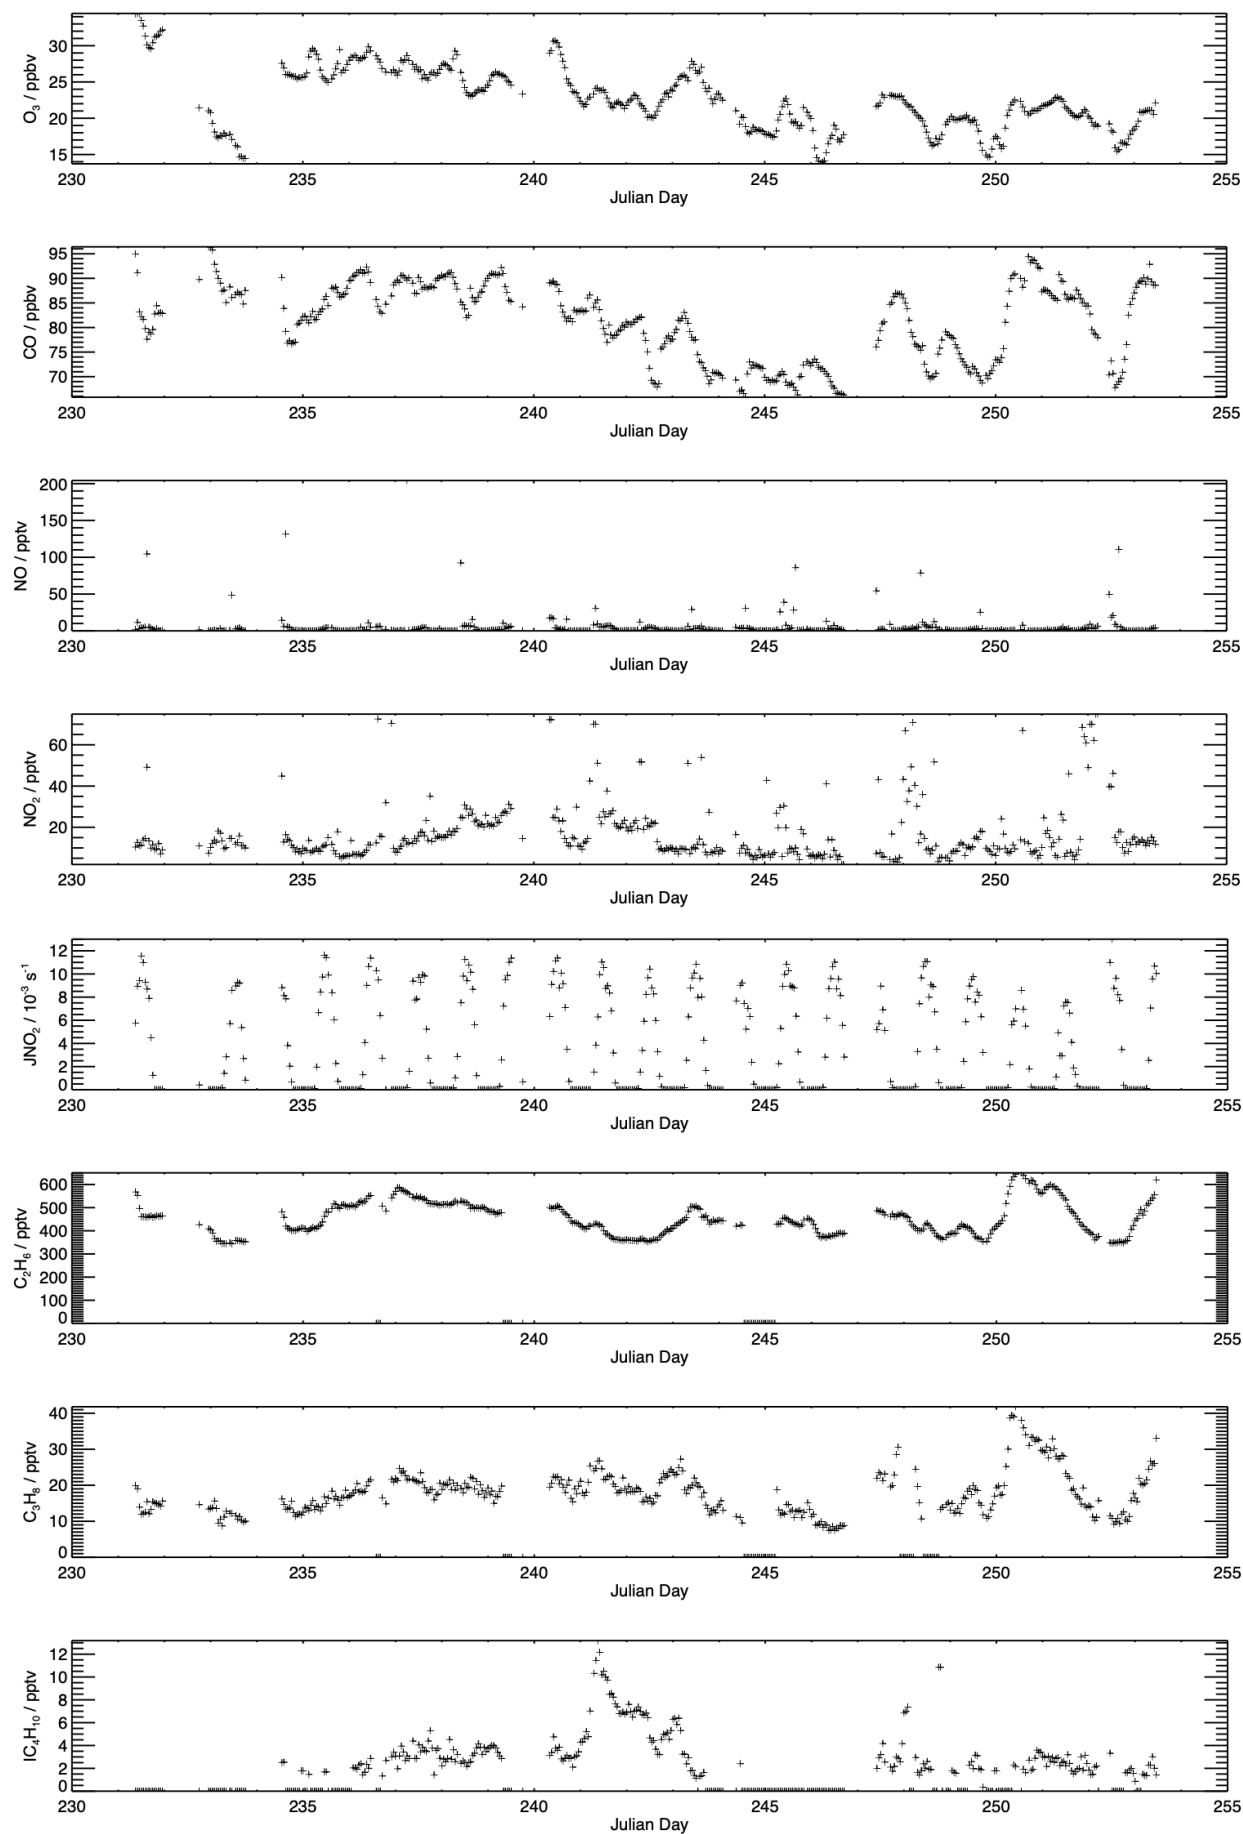 O3 / ppbv
30
25
20
15
230 235 240 245 250 255
Julian Day
CO / ppbv
95
90
85
80
75
70
230 235 240 245 250 255
Julian Day
NO / pptv
200
150
100
50
0
230 235 240 245 250 255
Julian Day
NO2 / pptv
60
40
20
230 235 240 245 250 255
Julian Day
JNO2 / 10-3 s-1
12
10
8
6
4
2
0
230 235 240 245 250 255
Julian Day
C2H6 / pptv
600
500
400
300
200
100
0
230 235 240 245 250 255
Julian Day
C3H8 / pptv
40
30
20
10
0
230 235 240 245 250 255
Julian Day
IC4H10 / pptv
12
10
8
6
4
2
0
230 235 240 245 250 255
Julian Day